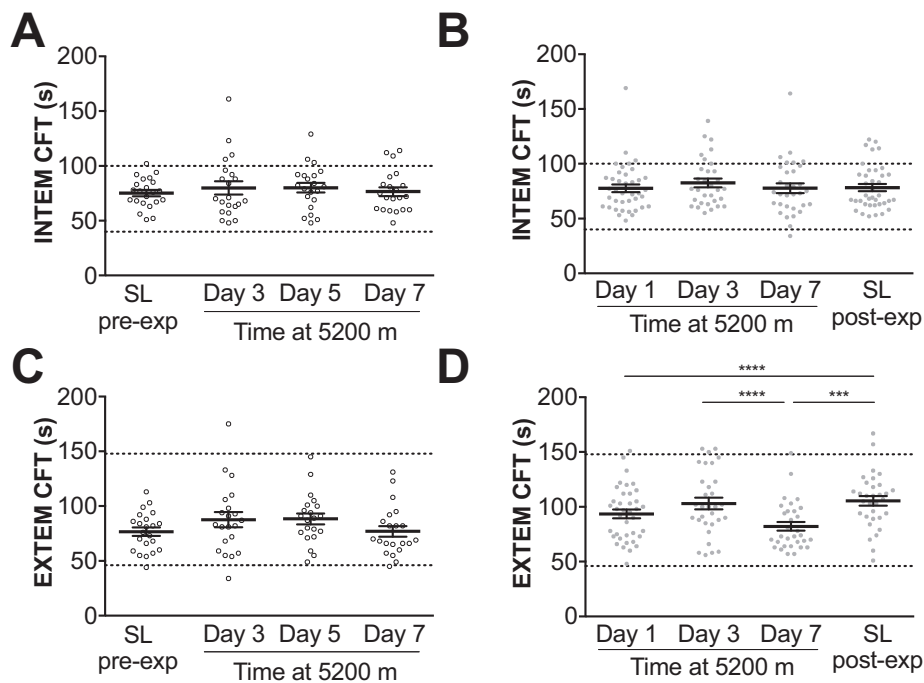 A
INTEM CFT (s)
200
150
100
50
0
SL
pre-exp
Day 3 Day 5 Day 7
Time at 5200 m
B
INTEM CFT (s)
200
150
100
50
0
Day 1 Day 3 Day 7
Time at 5200 m
SL
post-exp
C
EXTEM CFT (s)
200
150
100
50
0
SL
pre-exp
Day 3 Day 5 Day 7
Time at 5200 m
D
****
**** ***
EXTEM CFT (s)
200
150
100
50
0
Day 1 Day 3 Day 7
Time at 5200 m
SL
post-exp